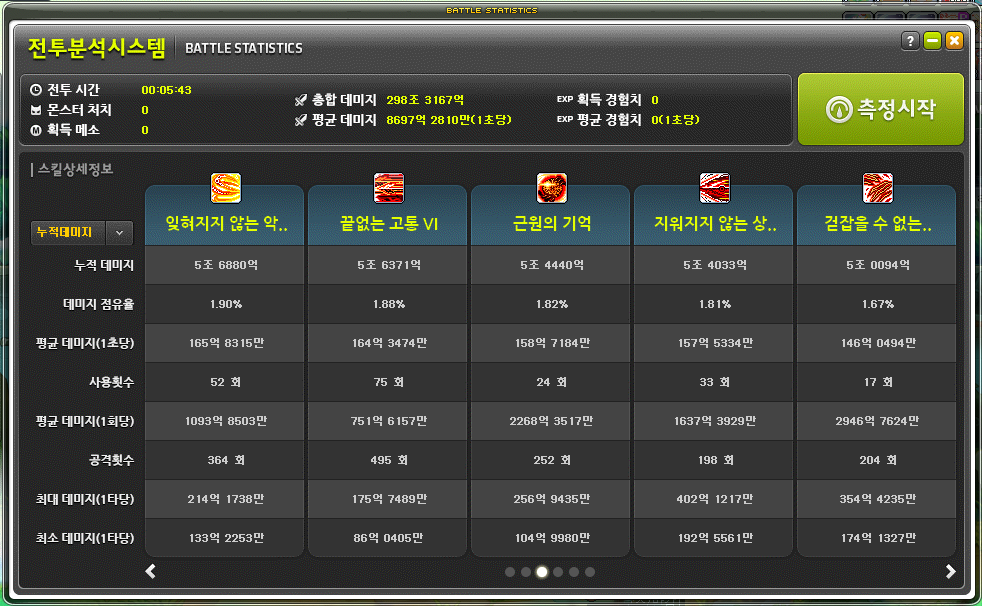 BATTLE STATISTICS
전투분석시스템 BATTLE STATISTICS
?
전투 시간 00:05:43
몬스터 처치 0
M 획득 메소 0
총합 데미지 298조 3167억
평균 데미지 8697억 2810만(1초당)
EXP 획득 경험치 0
EXP 평균 경험치 0(1초당)
측정시작
스킬상세정보
잊혀지지 않는 악.. 끝없는 고통 VI 근원의 기억 지워지지 않는 상.. 걷잡을 수 없는..
누적데미지
누적 데미지 5조 6880억 5조 6371억 5조 4440억 5조 4033억 5조 0094억
데미지 점유율 1.90% 1.88% 1.82% 1.81% 1.67%
평균 데미지(1초당) 165억 8315만 164억 3474만 158억 7184만 157억 5334만 146억 0494만
사용횟수 52 회 75 회 24 회 33 회 17 회
평균 데미지(1회당) 1093억 8503만 751억 6157만 2268억 3517만 1637억 3929만 2946억 7624만
공격횟수 364 회 495 회 252 회 198 회 204 회
최대 데미지(1타당) 214억 1738만 175억 7489만 256억 9435만 402억 1217만 354억 4235만
최소 데미지(1타당) 133억 2253만 86억 0405만 104억 9980만 192억 5561만 174억 1327만